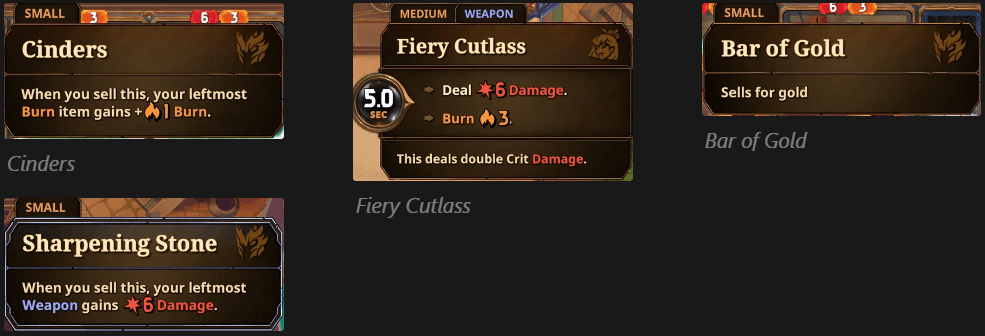 SMALL
3
6 3
Cinders
When you sell this, your leftmost
Burn item gains + 1 Burn.
Cinders
SMALL
Sharpening Stone
When you sell this, your leftmost
Weapon gains 6 Damage.
MEDIUM WEAPON
Fiery Cutlass
5.0
SEC
Deal 6 Damage.
Burn 3.
This deals double Crit Damage.
Fiery Cutlass
SMALL
6 3
Bar of Gold
Sells for gold
Bar of Gold